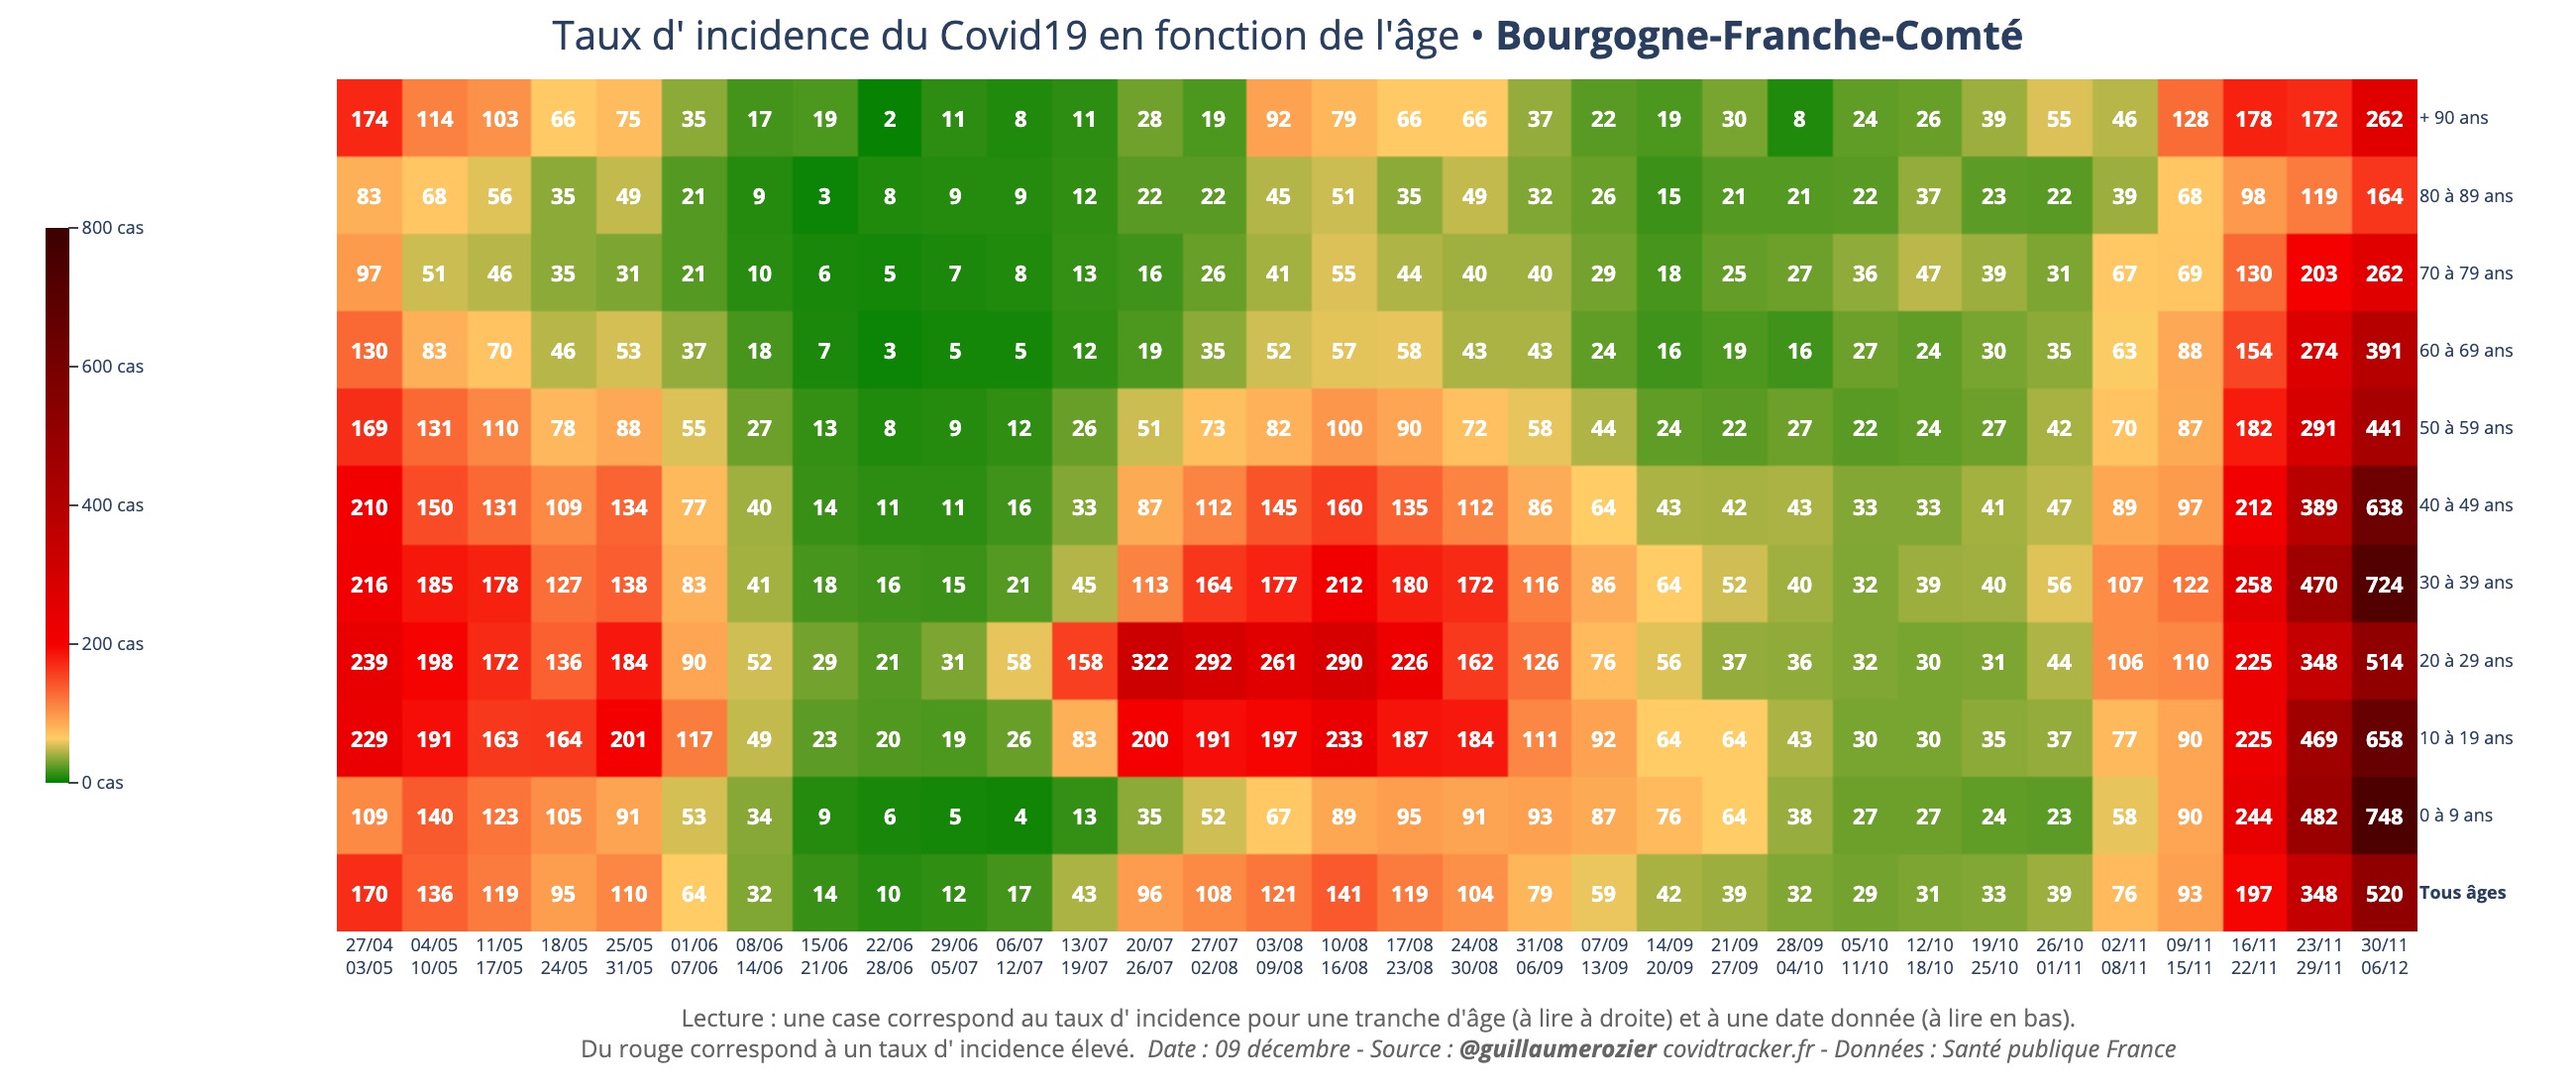 Taux d' incidence du Covid19 en fonction de l'âge • Bourgogne-Franche-Comté
174 114 103 66 75 35 17 19 2 11 8 11 28 19 92 79 66 66 37 22 19 30 8 24 26 39 55 46 128 178 172 262 + 90 ans
83 68 56 35 49 21 9 3 8 9 9 12 22 22 45 51 35 49 32 26 15 21 21 22 37 23 22 39 68 98 119 164 80 à 89 ans
800 cas
97 51 46 35 31 21 10 6 5 7 8 13 16 26 41 55 44 40 40 29 18 25 27 36 47 39 31 67 69 130 203 262 70 à 79 ans
130 83 70 46 53 37 18 7 3 5 5 12 19 35 52 57 58 43 43 24 16 19 16 27 24 30 35 63 88 154 274 391 60 à 69 ans
600 cas
169 131 110 78 88 55 27 13 8 9 12 26 51 73 82 100 90 72 58 44 24 22 27 22 24 27 42 70 87 182 291 441 50 à 59 ans
400 cas
210 150 131 109 134 77 40 14 11 11 16 33 87 112 145 160 135 112 86 64 43 42 43 33 33 41 47 89 97 212 389 638 40 à 49 ans
216 185 178 127 138 83 41 18 16 15 21 45 113 164 177 212 180 172 116 86 64 52 40 32 39 40 56 107 122 258 470 724 30 à 39 ans
200 cas
239 198 172 136 184 90 52 29 21 31 58 158 322 292 261 290 226 162 126 76 56 37 36 32 30 31 44 106 110 225 348 514 20 à 29 ans
229 191 163 164 201 117 49 23 20 19 26 83 200 191 197 233 187 184 111 92 64 64 43 30 30 35 37 77 90 225 469 658 10 à 19 ans
0 cas
109 140 123 105 91 53 34 9 6 5 4 13 35 52 67 89 95 91 93 87 76 64 38 27 27 24 23 58 90 244 482 748 0 à 9 ans
170 136 119 95 110 64 32 14 10 12 17 43 96 108 121 141 119 104 79 59 42 39 32 29 31 33 39 76 93 197 348 520 Tous âges
27/04 04/05 11/05 18/05 25/05 01/06 08/06 15/06 22/06 29/06 06/07 13/07 20/07 27/07 03/08 10/08 17/08 24/08 31/08 07/09 14/09 21/09 28/09 05/10 12/10 19/10 26/10 02/11 09/11 16/11 23/11 30/11
03/05 10/05 17/05 24/05 31/05 07/06 14/06 21/06 28/06 05/07 12/07 19/07 26/07 02/08 09/08 16/08 23/08 30/08 06/09 13/09 20/09 27/09 04/10 11/10 18/10 25/10 01/11 08/11 15/11 22/11 29/11 06/12
Lecture : une case correspond au taux d' incidence pour une tranche d'âge (à lire à droite) et à une date donnée (à lire en bas).
Du rouge correspond à un taux d' incidence élevé. Date : 09 décembre - Source : @guillaumerozier covidtracker.fr - Données : Santé publique France